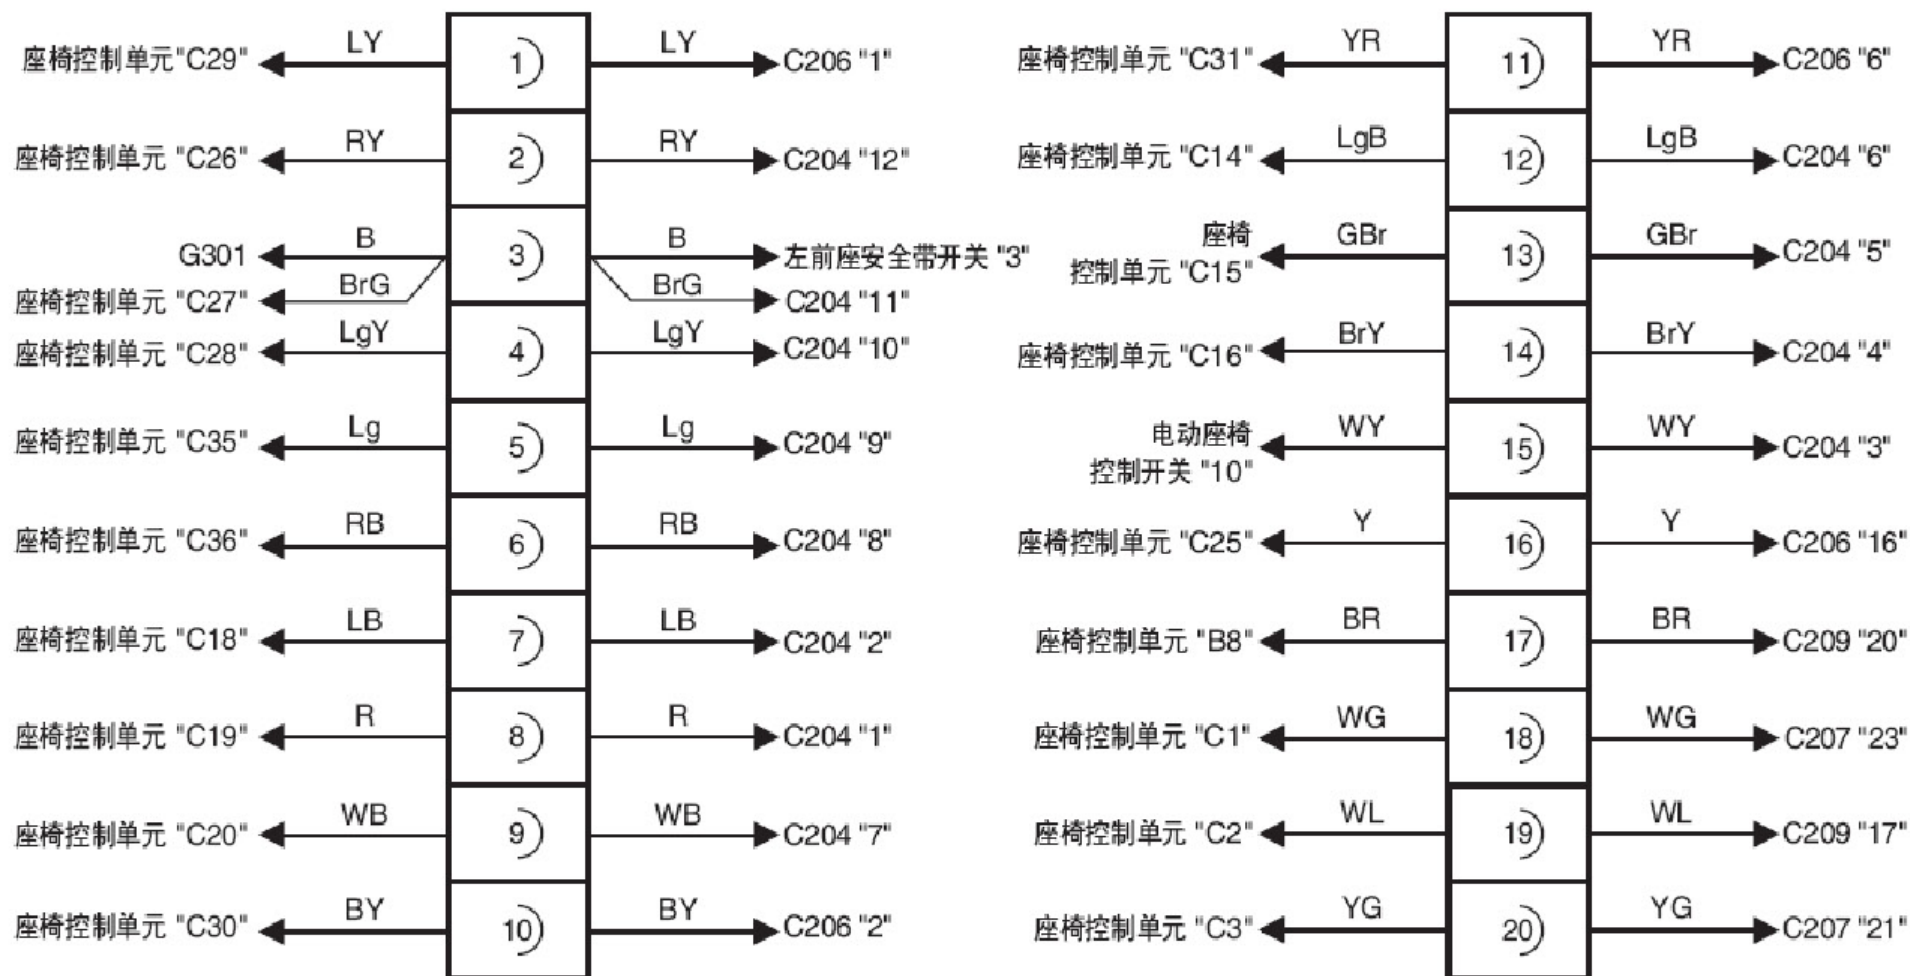 座椅控制单元"C29" LY 1 LY C206 "1"
座椅控制单元 "C26" RY 2 RY C204 "12"
G301 B 3 B 左前座安全带开关 "3"
座椅控制单元 "C27" BrG BrG C204 "11"
座椅控制单元 "C28" LgY 4 LgY C204 "10"
座椅控制单元 "C35" Lg 5 Lg C204 "9"
座椅控制单元 "C36" RB 6 RB C204 "8"
座椅控制单元 "C18" LB 7 LB C204 "2"
座椅控制单元 "C19" R 8 R C204 "1"
座椅控制单元 "C20" WB 9 WB C204 "7"
座椅控制单元 "C30" BY 10 BY C206 "2"
座椅控制单元 "C31" YR 11 YR C206 "6"
座椅控制单元 "C14" LgB 12 LgB C204 "6"
座椅 GBr 13 GBr C204 "5"
控制单元 "C15"
座椅控制单元 "C16" BrY 14 BrY C204 "4"
电动座椅 WY 15 WY C204 "3"
控制开关 "10"
座椅控制单元 "C25" Y 16 Y C206 "16"
座椅控制单元 "B8" BR 17 BR C209 "20"
座椅控制单元 "C1" WG 18 WG C207 "23"
座椅控制单元 "C2" WL 19 WL C209 "17"
座椅控制单元 "C3" YG 20 YG C207 "21"